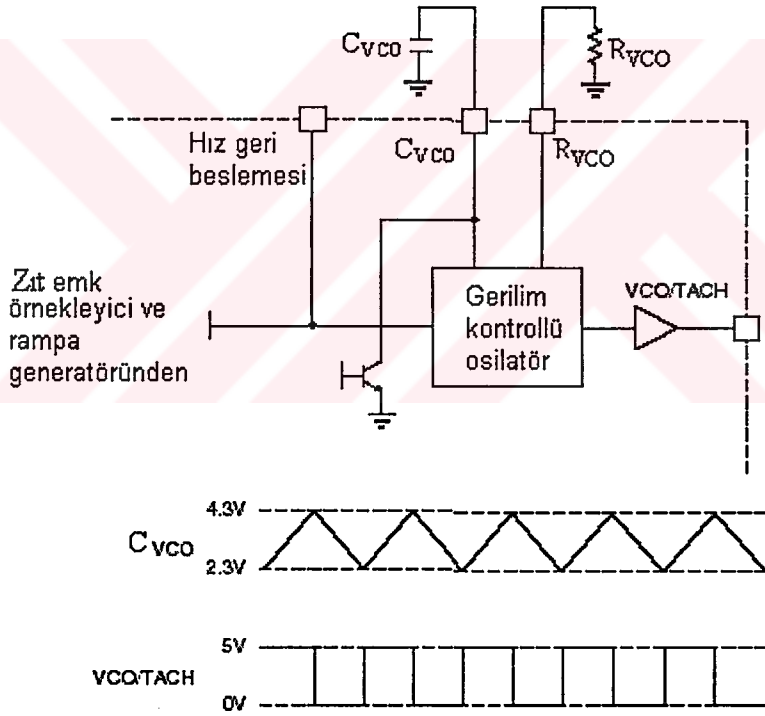 CVCO
RVCO
Hız geri
beslemesi
CVCO
RVCO
Zıt emk
örnekleyici ve
rampa
generatöründen
Gerilim
kontrollü
osilatör
VCO/TACH
4.3V
CVCO
2.3V
5V
VCO/TACH
0V